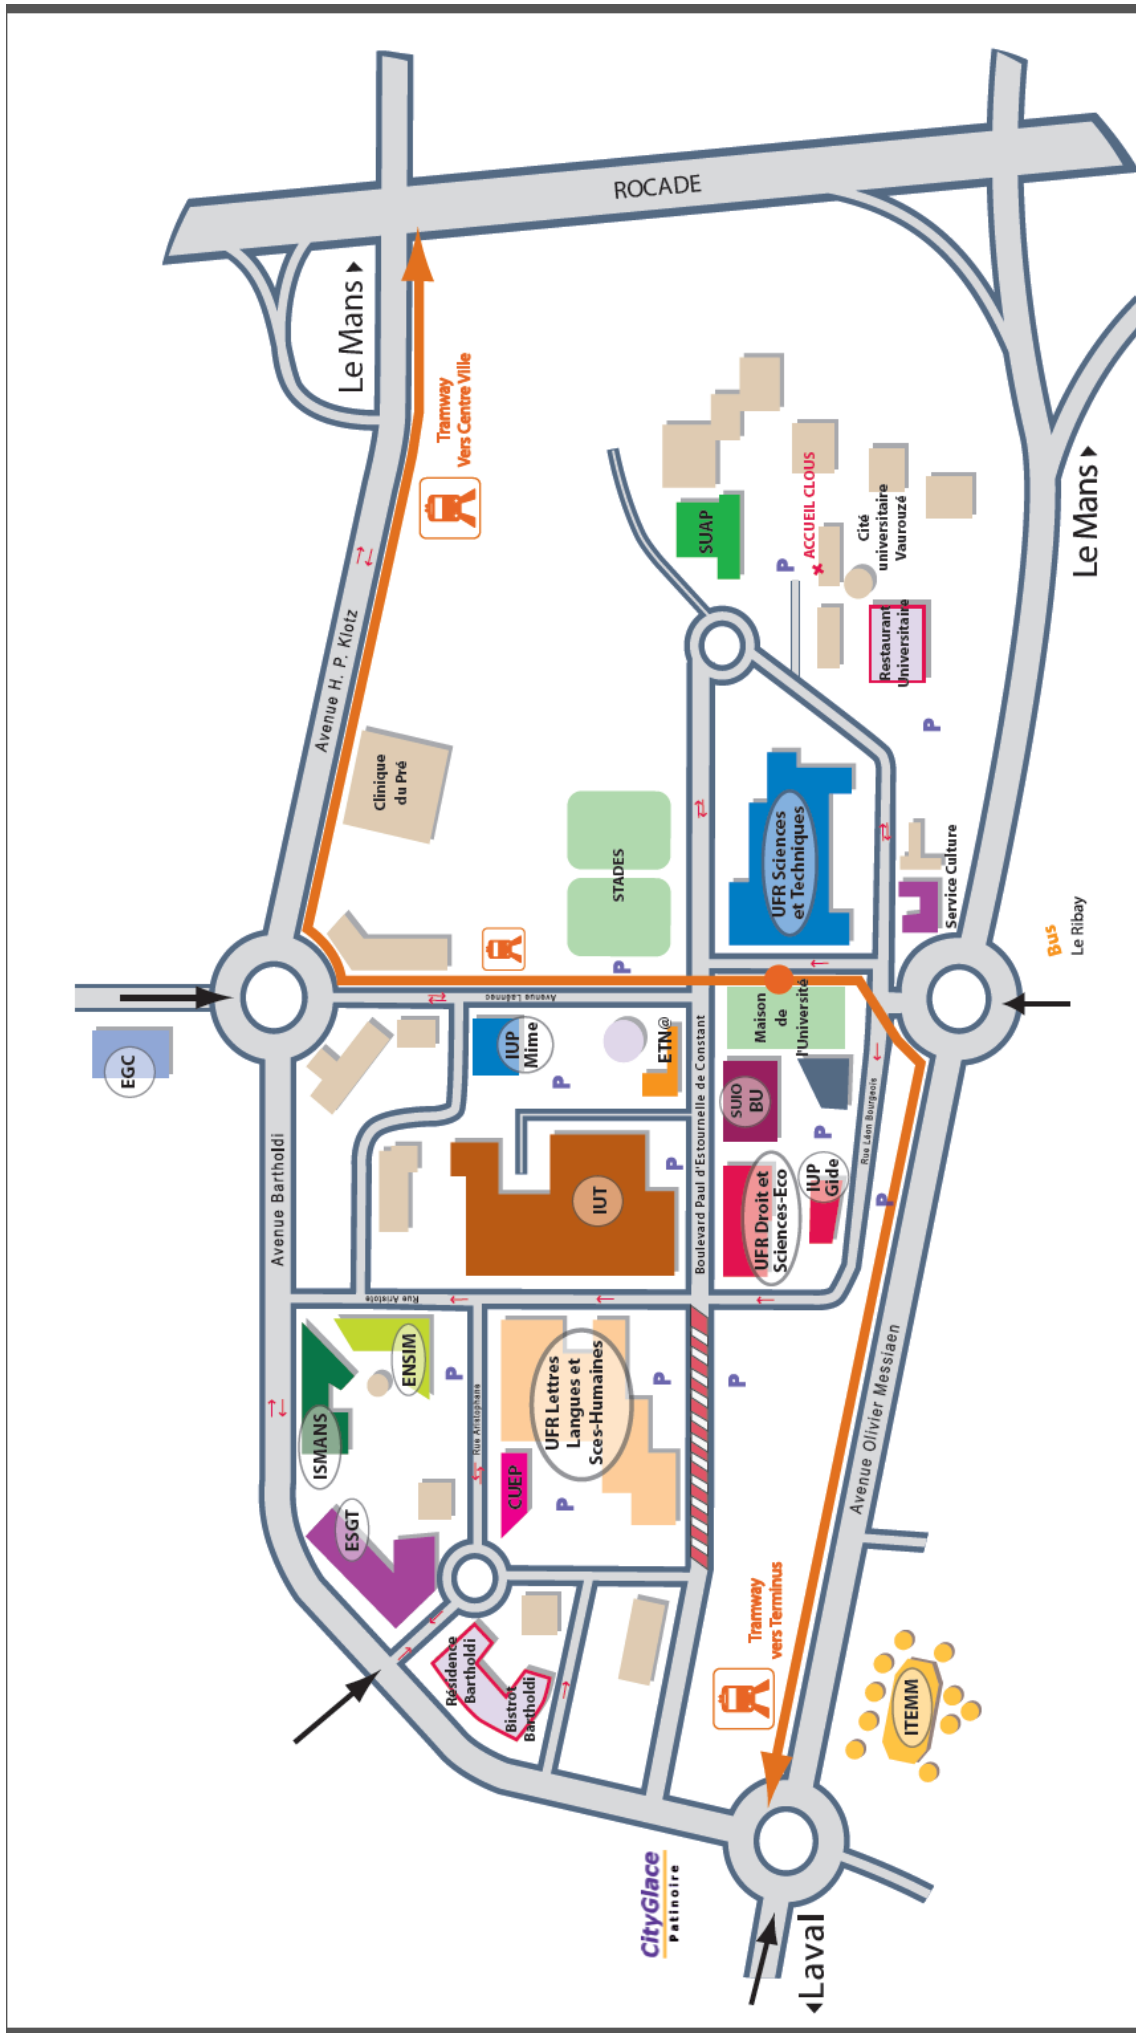 EGC
Avenue Bartholdi
Avenue H. P. Klotz
Le Mans
ROCADE
Tramway
Vers Centre Ville
Clinique
du Pré
Avenue Laënnec
Rue Aristote
ISMANS
ENSIM
ESGT
Résidence
Bartholdi
Bistrot
Bartholdi
Rue Aristophane
CUEP
UFR Lettres
Langues et
Sces-Humaines
P
P
P
IUT
P
IUP
Mime
P
ETN@
P
STADES
Boulevard Paul d'Estournelle de Constant
P
UFR Droit et
Sciences-Eco
IUP
Gide
SUIO
BU
P
P
Maison
de
l'Université
Rue Léon Bourgeois
UFR Sciences
et Techniques
SUAP
P
ACCUEIL CLOUS
Cité
universitaire
Vaurouzé
Restaurant
Universitaire
P
Service Culture
Bus
Le Ribay
Le Mans
Avenue Olivier Messiaen
Tramway
vers Terminus
ITEMM
CityGlace
Patinoire
Laval
P